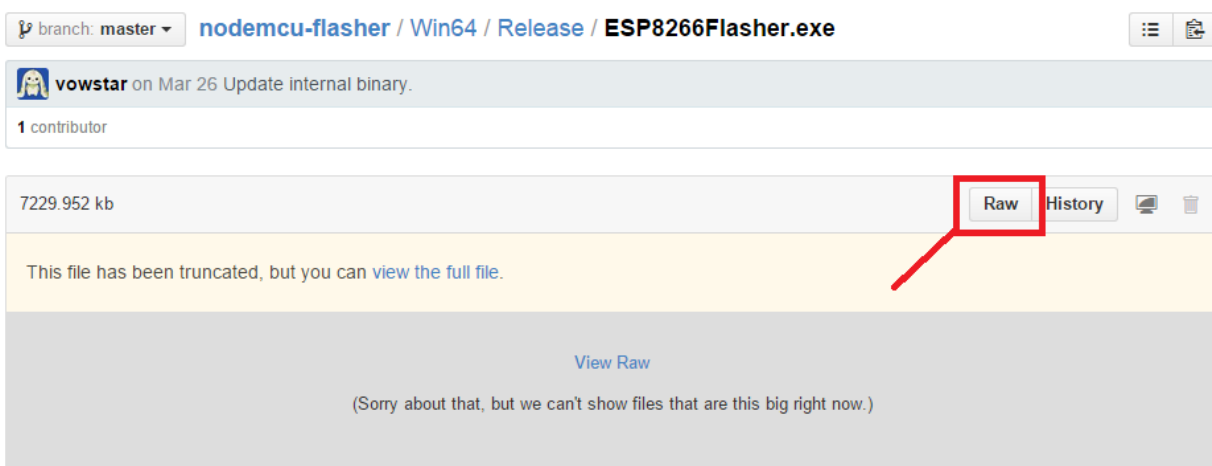 branch: master nodemcu-flasher / Win64 / Release / ESP8266Flasher.exe
vowstar on Mar 26 Update internal binary.
1 contributor
7229.952 kb Raw History
This file has been truncated, but you can view the full file.
View Raw
(Sorry about that, but we can't show files that are this big right now.)